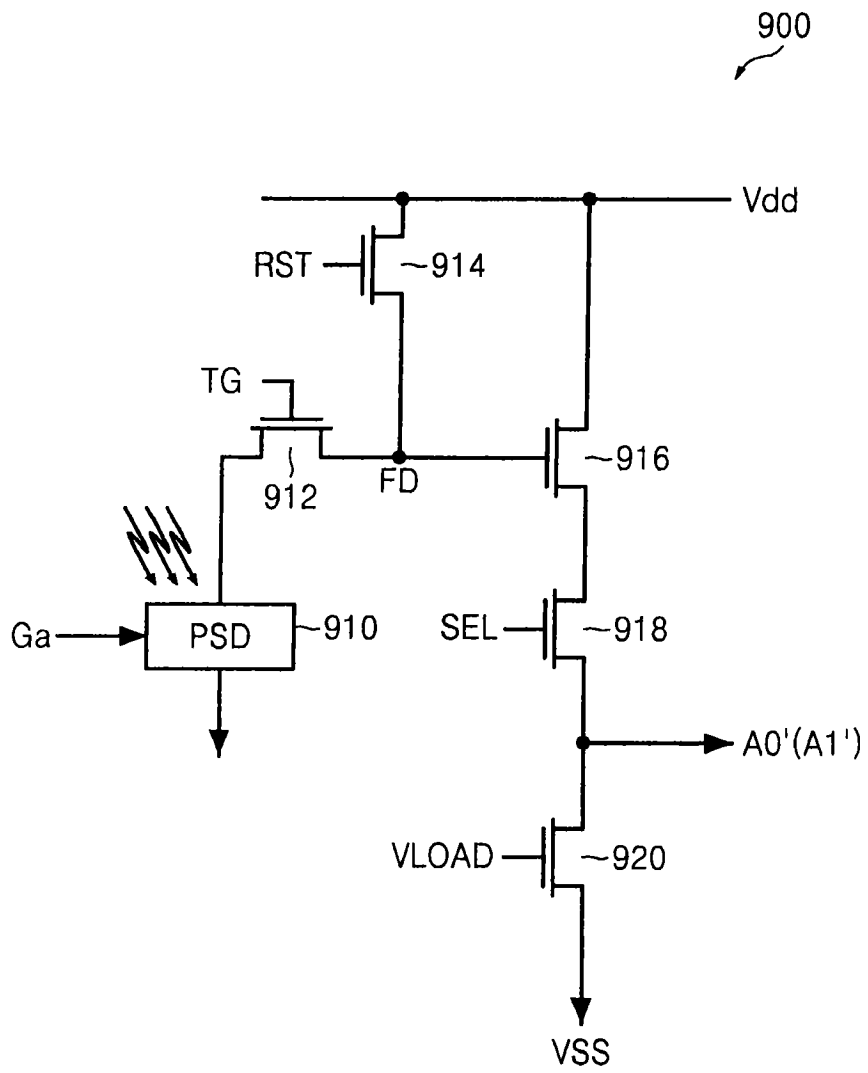 900
Vdd
RST
914
TG
912
FD
916
Ga
PSD
910
SEL
918
A0'(A1')
VLOAD
920
VSS